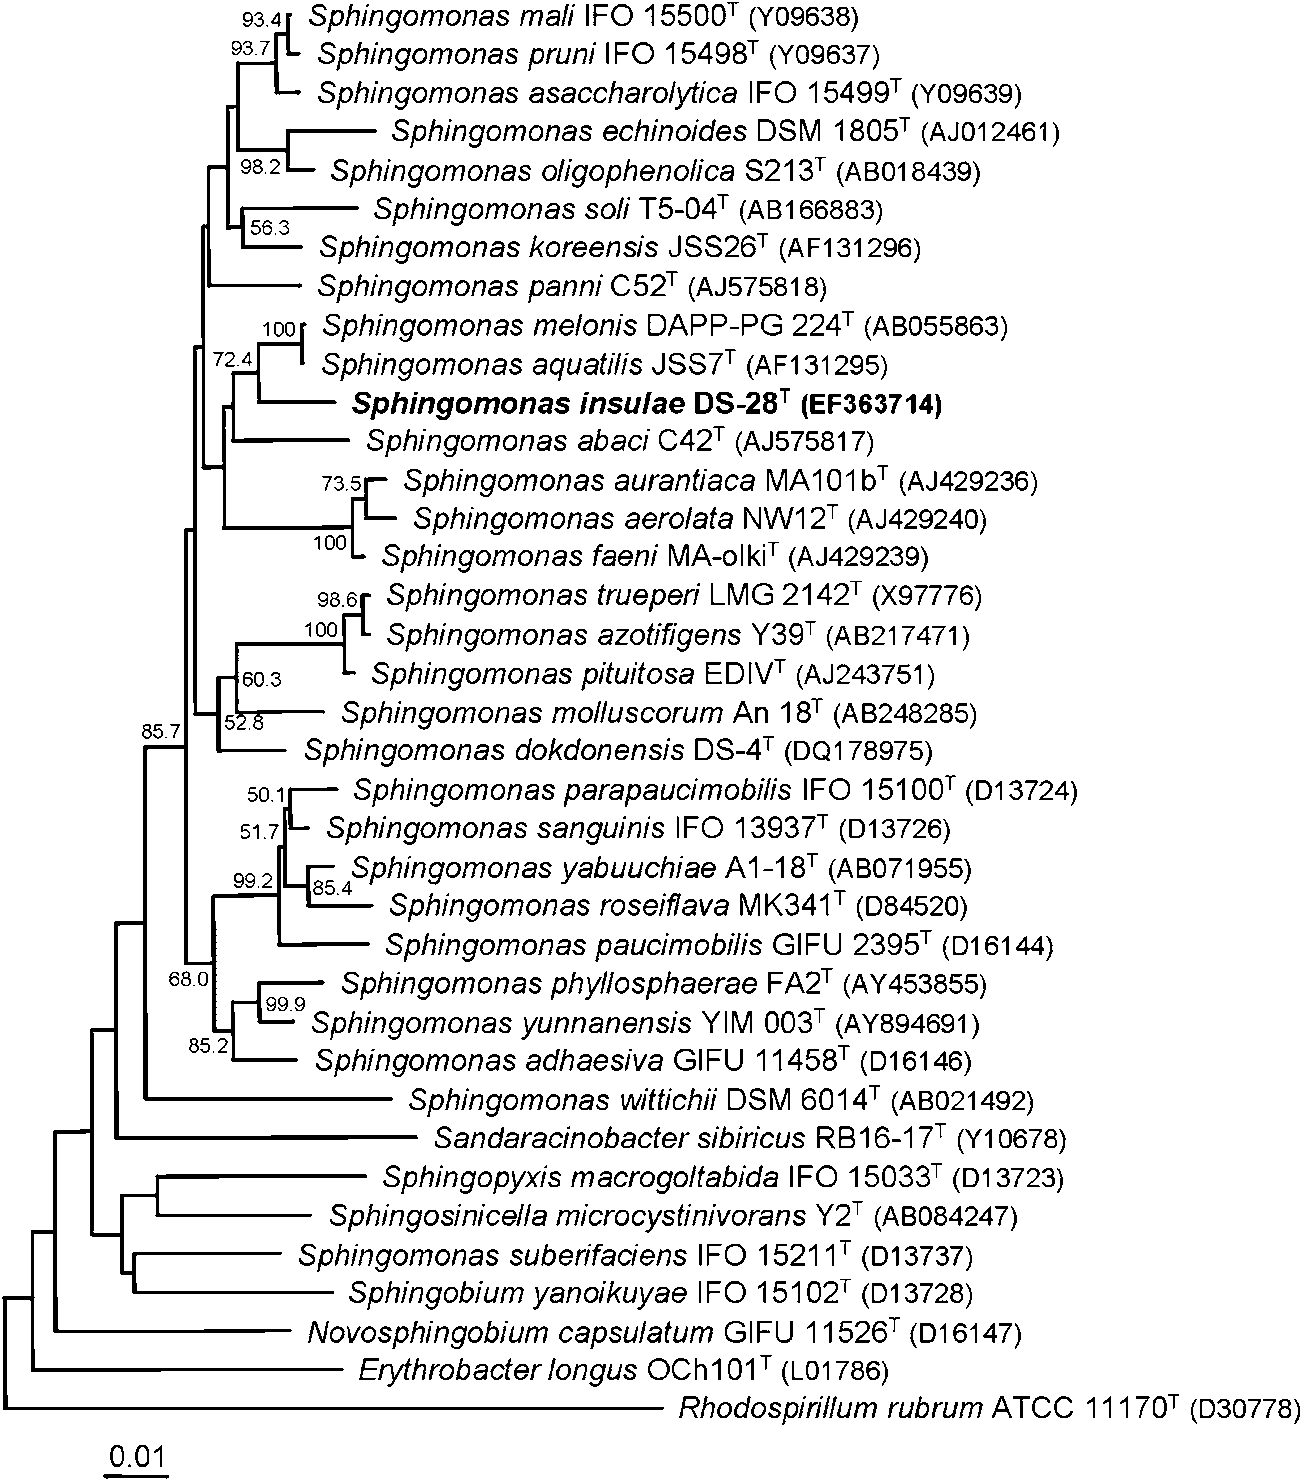 93.4 Sphingomonas mali IFO 15500T (Y09638)
93.7 Sphingomonas pruni IFO 15498T (Y09637)
Sphingomonas asaccharolytica IFO 15499T (Y09639)
Sphingomonas echinoides DSM 1805T (AJ012461)
98.2 Sphingomonas oligophenolica S213T (AB018439)
Sphingomonas soli T5-04T (AB166883)
56.3
Sphingomonas koreensis JSS26T (AF131296)
Sphingomonas panni C52T (AJ575818)
100 Sphingomonas melonis DAPP-PG 224T (AB055863)
72.4 Sphingomonas aquatilis JSS7T (AF131295)
Sphingomonas insulae DS-28T (EF363714)
Sphingomonas abaci C42T (AJ575817)
73.5 Sphingomonas aurantiaca MA101bT (AJ429236)
Sphingomonas aerolata NW12T (AJ429240)
100 Sphingomonas faeni MA-olkiT (AJ429239)
98.6 Sphingomonas trueperi LMG 2142T (X97776)
100 Sphingomonas azotifigens Y39T (AB217471)
Sphingomonas pituitosa EDIVT (AJ243751)
60.3
Sphingomonas molluscorum An 18T (AB248285)
52.8
85.7
Sphingomonas dokdonensis DS-4T (DQ178975)
50.1 Sphingomonas parapaucimobilis IFO 15100T (D13724)
51.7 Sphingomonas sanguinis IFO 13937T (D13726)
Sphingomonas yabuuchiae A1-18T (AB071955)
99.2 85.4
Sphingomonas roseiflava MK341T (D84520)
Sphingomonas paucimobilis GIFU 2395T (D16144)
68.0 Sphingomonas phyllosphaerae FA2T (AY453855)
99.9
Sphingomonas yunnanensis YIM 003T (AY894691)
85.2
Sphingomonas adhaesiva GIFU 11458T (D16146)
Sphingomonas wittichii DSM 6014T (AB021492)
Sandaracinobacter sibiricus RB16-17T (Y10678)
Sphingopyxis macrogoltabida IFO 15033T (D13723)
Sphingosinicella microcystinivorans Y2T (AB084247)
Sphingomonas suberifaciens IFO 15211T (D13737)
Sphingobium yanoikuyae IFO 15102T (D13728)
Novosphingobium capsulatum GIFU 11526T (D16147)
Erythrobacter longus OCh101T (L01786)
Rhodospirillum rubrum ATCC 11170T (D30778)
0.01